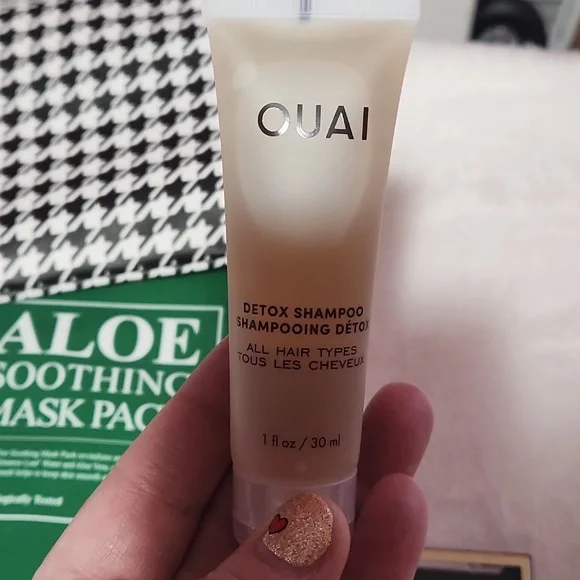 OUAI
DETOX SHAMPOO
SHAMPOOING DÉTOX
ALL HAIR TYPES
TOUS LES CHEVEUX
1 fl oz / 30 ml
ALOE
SOOTHING
MASK PACK